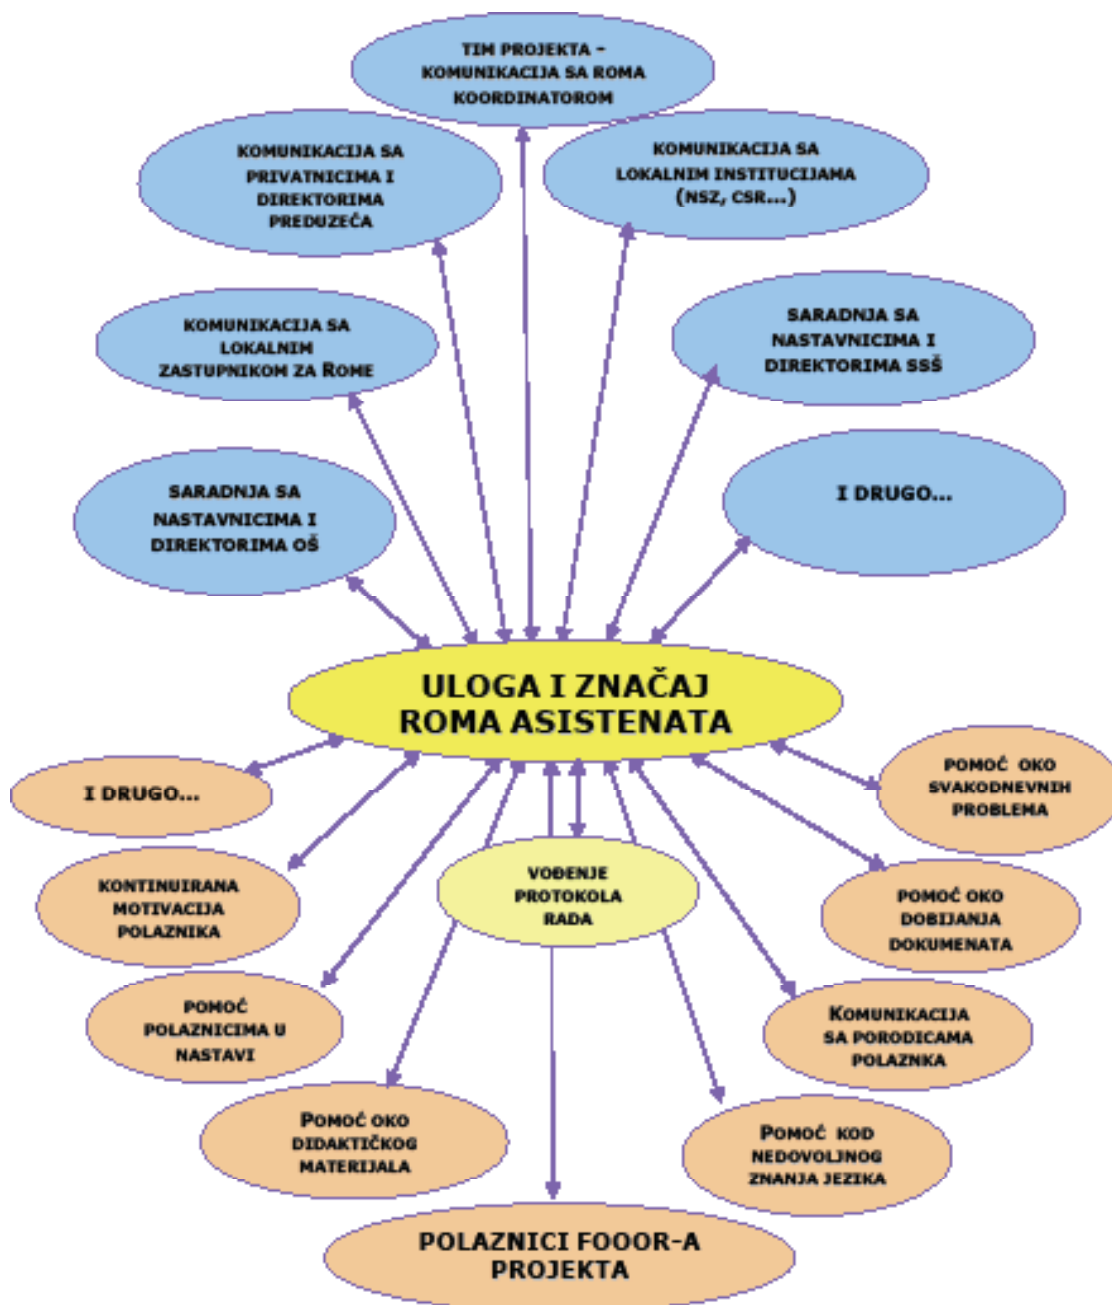 TIM PROJEKTA -
KOMUNIKACIJA SA ROMA
KOORDINATOROM
KOMUNIKACIJA SA
PRIVATNICIMA I
DIREKTORIMA
PREDUZEĆA
KOMUNIKACIJA SA
LOKALNIM INSTITUCIJAMA
(NSZ, CSR...)
KOMUNIKACIJA SA
LOKALNIM
ZASTUPNIKOM ZA ROME
SARADNJA SA
NASTAVNICIMA I
DIREKTORIMA SSŠ
SARADNJA SA
NASTAVNICIMA I
DIREKTORIMA OŠ
I DRUGO...
ULOGA I ZNAČAJ
ROMA ASISTENATA
I DRUGO...
POMOĆ OKO
SVAKODNEVNIH
PROBLEMA
KONTINUIRANA
MOTIVACIJA
POLAZNIKA
VOĐENJE
PROTOKOLA
RADA
POMOĆ OKO
DOBIJANJA
DOKUMENATA
POMOĆ
POLAZNICIMA U
NASTAVI
KOMUNIKACIJA
SA PORODICAMA
POLAZNKA
POMOĆ OKO
DIDAKTIČKOG
MATERIJALA
POMOĆ KOD
NEDOVOLJNOG
ZNANJA JEZIKA
POLAZNICI FOOOR-A
PROJEKTA